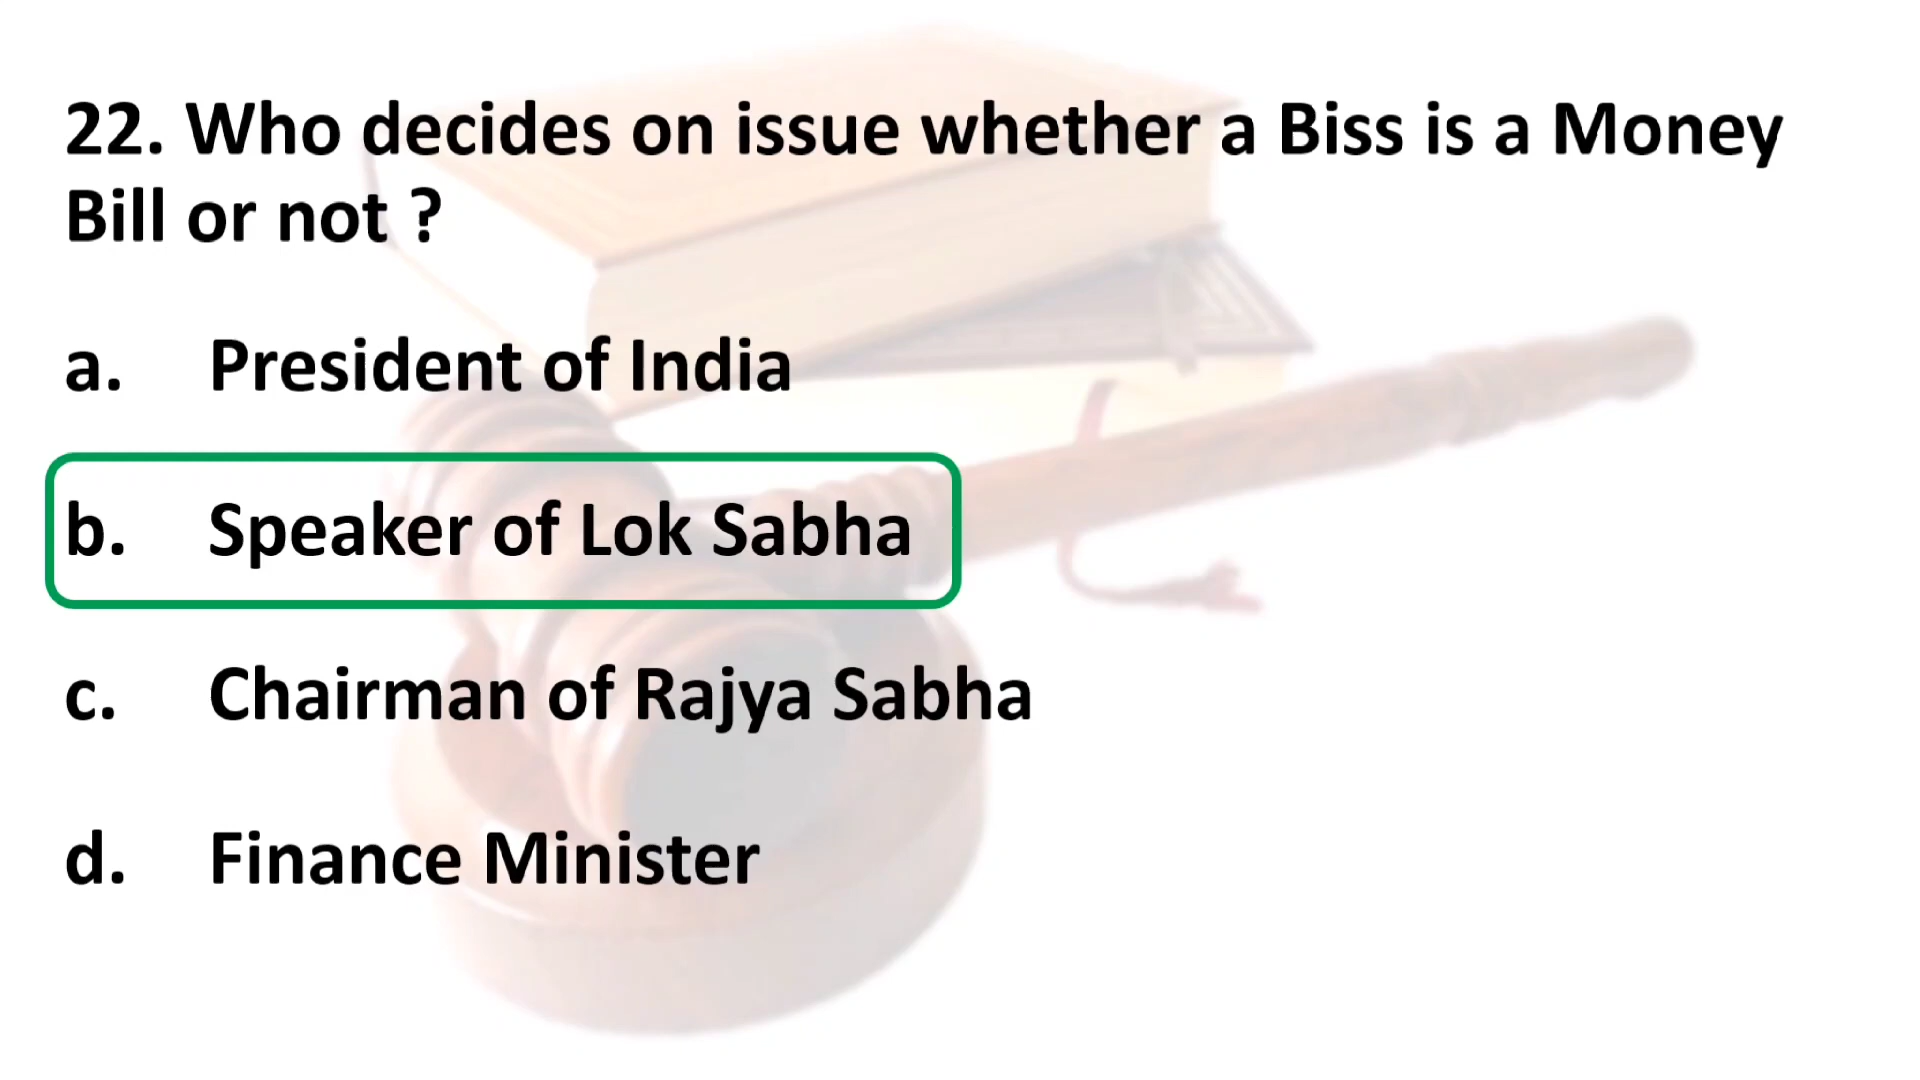 22. Who decides on issue whether a Biss is a Money
Bill or not ?
a. President of India
b. Speaker of Lok Sabha
c. Chairman of Rajya Sabha
d. Finance Minister